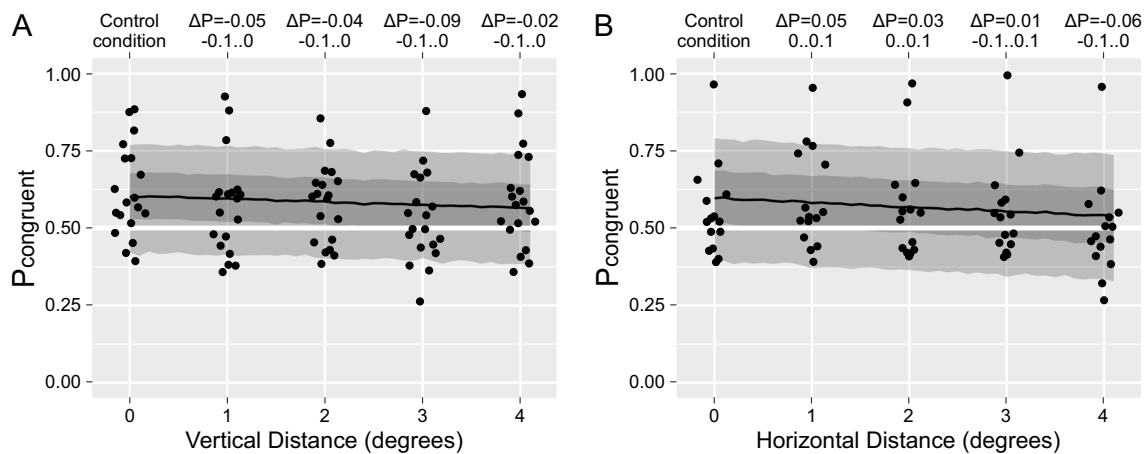 A
Control condition ΔP=-0.05 -0.1..0 ΔP=-0.04 -0.1..0 ΔP=-0.09 -0.1..0 ΔP=-0.02 -0.1..0
1.00
0.75
0.50
0.25
0.00
Pcongruent
0 1 2 3 4
Vertical Distance (degrees)
B
Control condition ΔP=0.05 0..0.1 ΔP=0.03 0..0.1 ΔP=0.01 -0.1..0.1 ΔP=-0.06 -0.1..0
1.00
0.75
0.50
0.25
0.00
Pcongruent
0 1 2 3 4
Horizontal Distance (degrees)